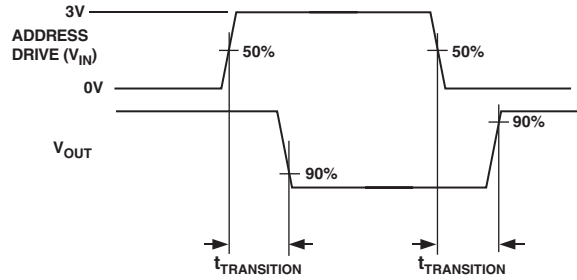 3V
ADDRESS
DRIVE (VIN)
50%
50%
0V
VOUT
90%
90%
tTRANSITION
tTRANSITION